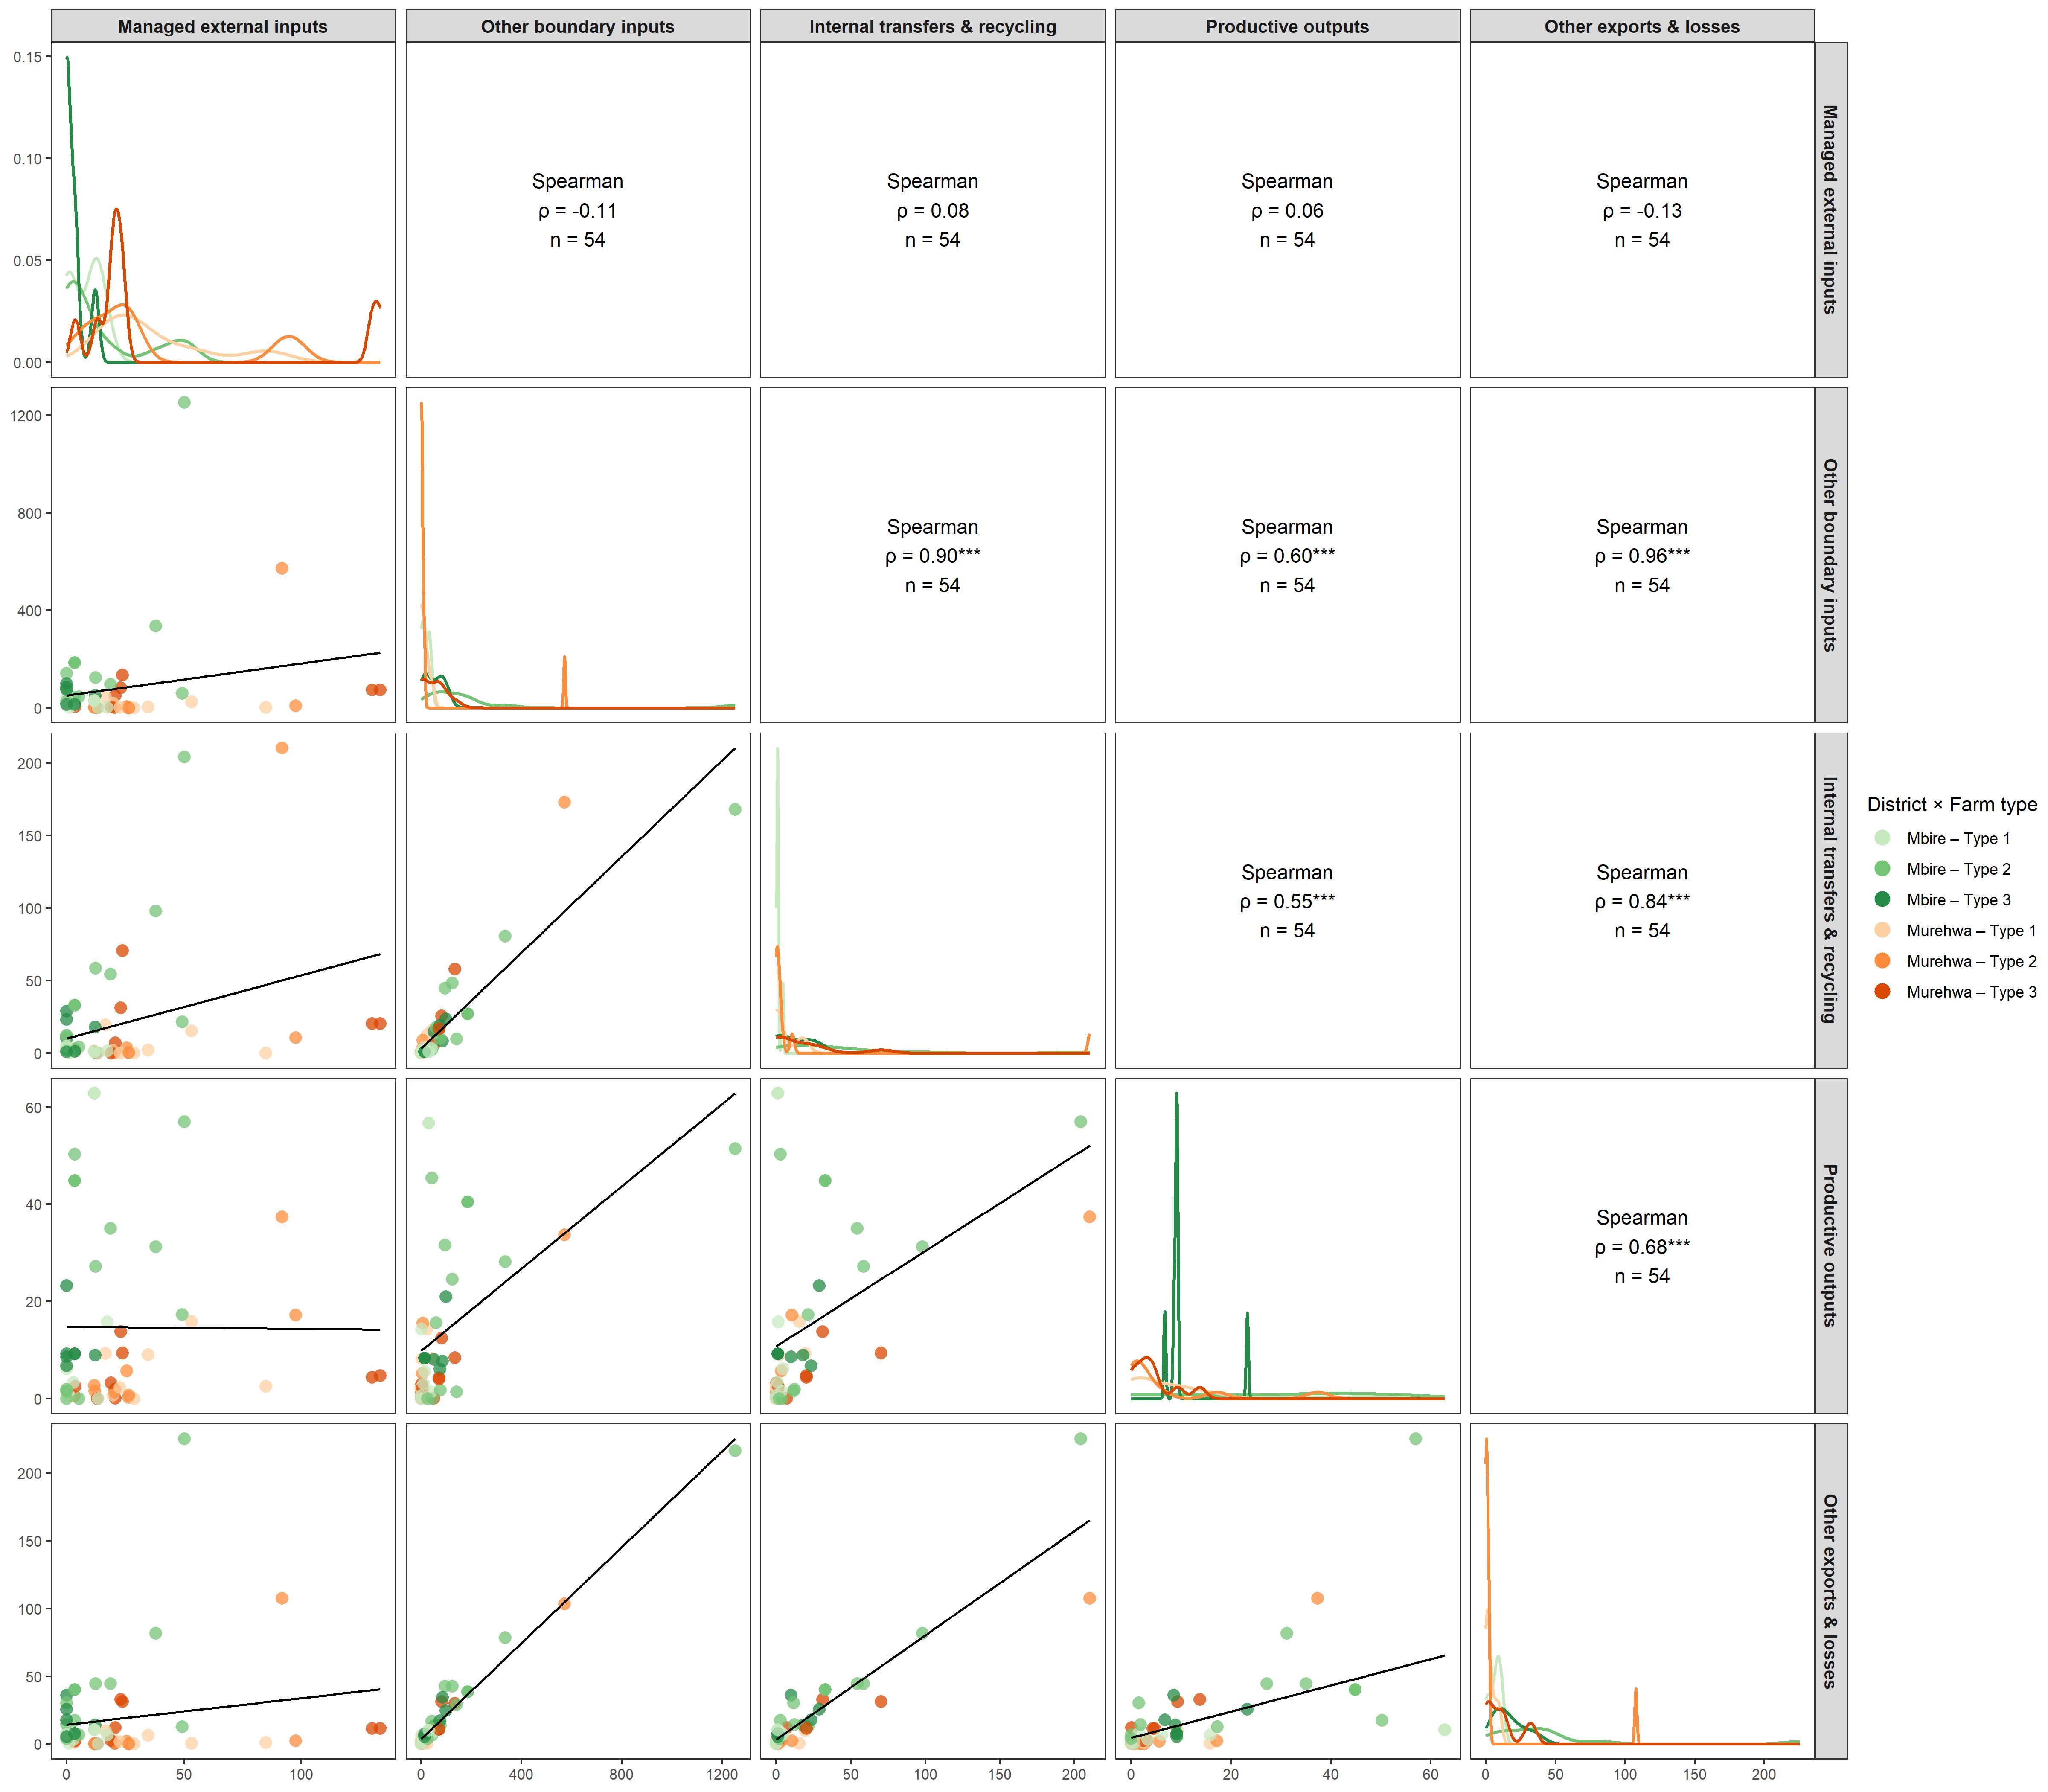 Managed external inputs
Other boundary inputs
Internal transfers & recycling
Productive outputs
Other exports & losses
0.15
0.10
0.05
0.00
Spearman
ρ = -0.11
n = 54
Spearman
ρ = 0.08
n = 54
Spearman
ρ = 0.06
n = 54
Spearman
ρ = -0.13
n = 54
Managed external inputs
1200
800
400
0
Spearman
ρ = 0.90***
n = 54
Spearman
ρ = 0.60***
n = 54
Spearman
ρ = 0.96***
n = 54
Other boundary inputs
200
150
100
50
0
Spearman
ρ = 0.55***
n = 54
Spearman
ρ = 0.84***
n = 54
Internal transfers & recycling
60
40
20
0
Spearman
ρ = 0.68***
n = 54
Productive outputs
200
150
100
50
0
Other exports & losses
0 50 100
0 400 800 1200
0 50 100 150 200
0 20 40 60
0 50 100 150 200
District × Farm type
Mbire – Type 1
Mbire – Type 2
Mbire – Type 3
Murehwa – Type 1
Murehwa – Type 2
Murehwa – Type 3